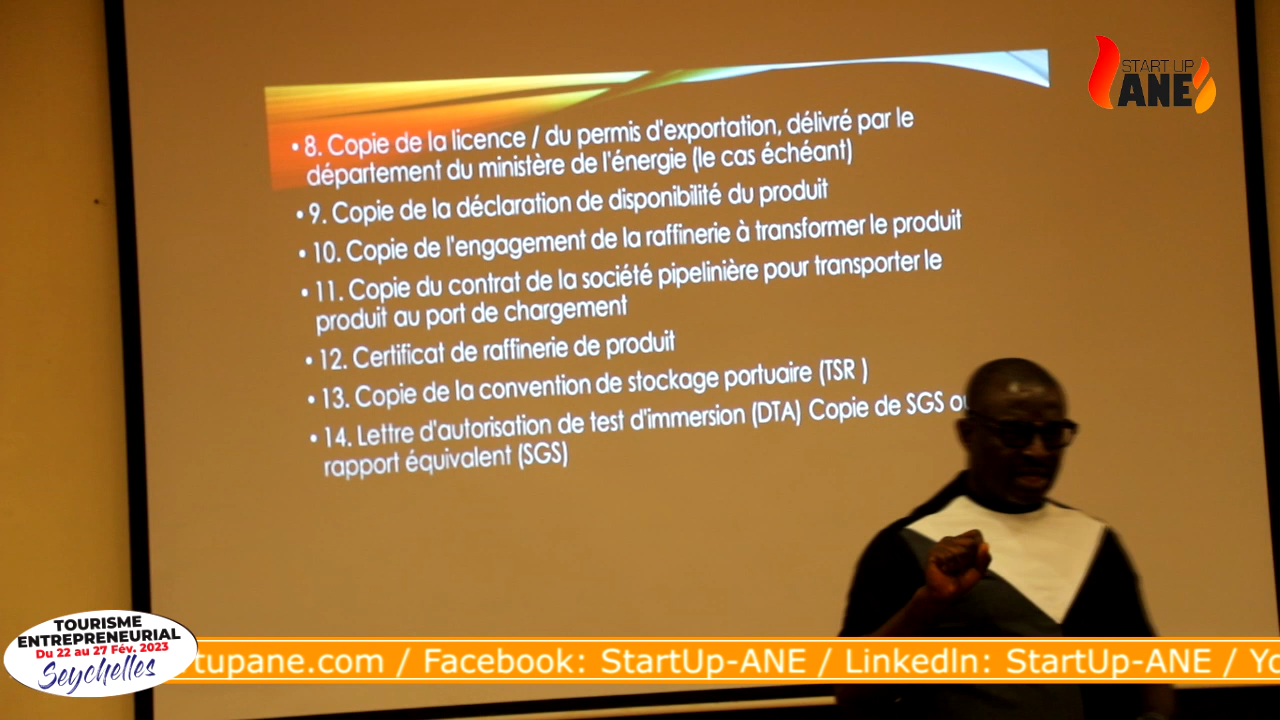 START UP
ANE
• 8. Copie de la licence / du permis d'exportation, délivré par le
département du ministère de l'énergie (le cas échéant)
• 9. Copie de la déclaration de disponibilité du produit
• 10. Copie de l'engagement de la raffinerie à transformer le produit
• 11. Copie du contrat de la société pipelinière pour transporter le
produit au port de chargement
• 12. Certificat de raffinerie de produit
• 13. Copie de la convention de stockage portuaire (TSR )
• 14. Lettre d'autorisation de test d'immersion (DTA) Copie de SGS ou
rapport équivalent (SGS)
TOURISME
ENTREPRENEURIAL
Du 22 au 27 Fév. 2023
Seychelles
tupane.com / Facebook: StartUp-ANE / LinkedIn: StartUp-ANE / Yo